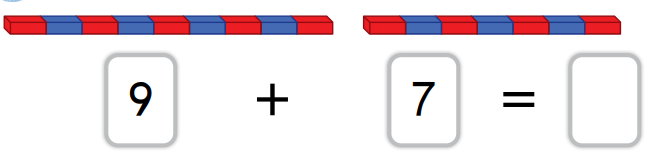 9 + 7 =